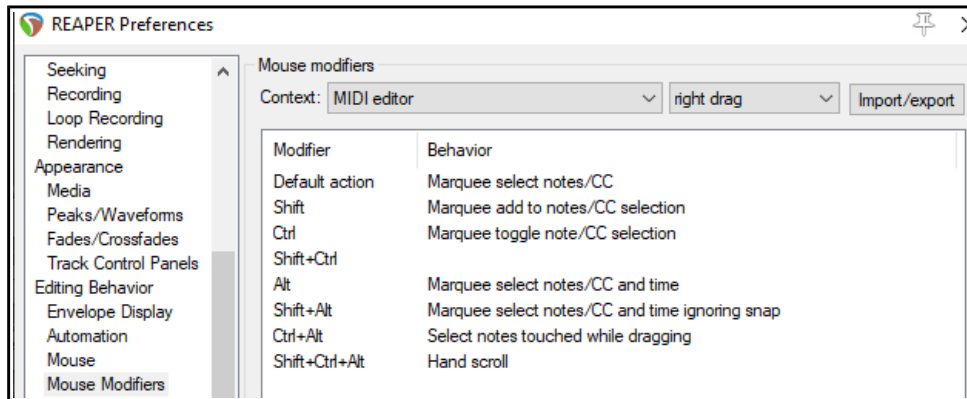 REAPER Preferences
Seeking
Recording
Loop Recording
Rendering
Appearance
Media
Peaks/Waveforms
Fades/Crossfades
Track Control Panels
Editing Behavior
Envelope Display
Automation
Mouse
Mouse Modifiers
Mouse modifiers
Context: MIDI editor right drag Import/export
Modifier Behavior
Default action Marquee select notes/CC
Shift Marquee add to notes/CC selection
Ctrl Marquee toggle note/CC selection
Shift+Ctrl
Alt Marquee select notes/CC and time
Shift+Alt Marquee select notes/CC and time ignoring snap
Ctrl+Alt Select notes touched while dragging
Shift+Ctrl+Alt Hand scroll